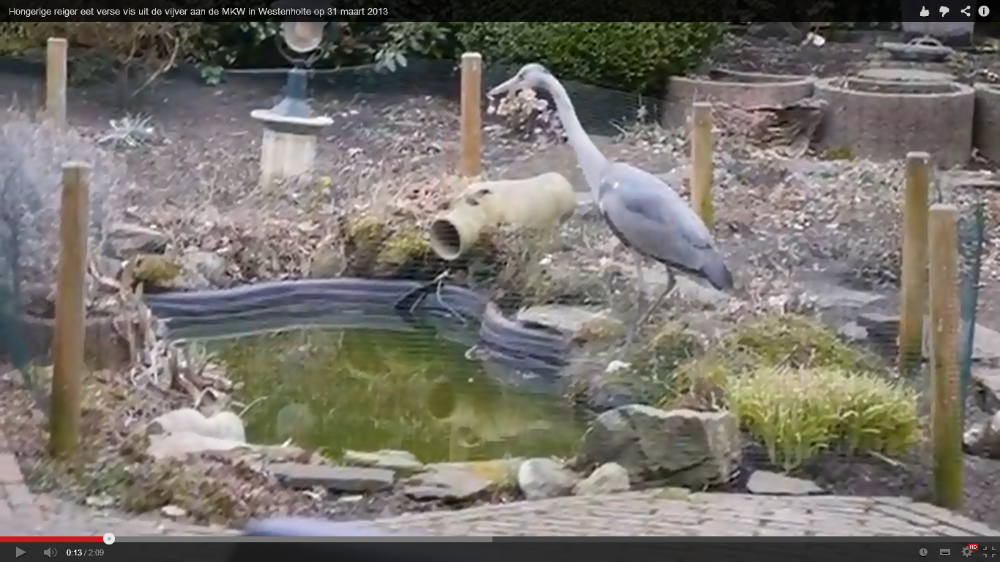 Hongerige reiger eet verse vis uit de vijver aan de MKW in Westenholte op 31 maart 2013
0:13 / 2:09
HD